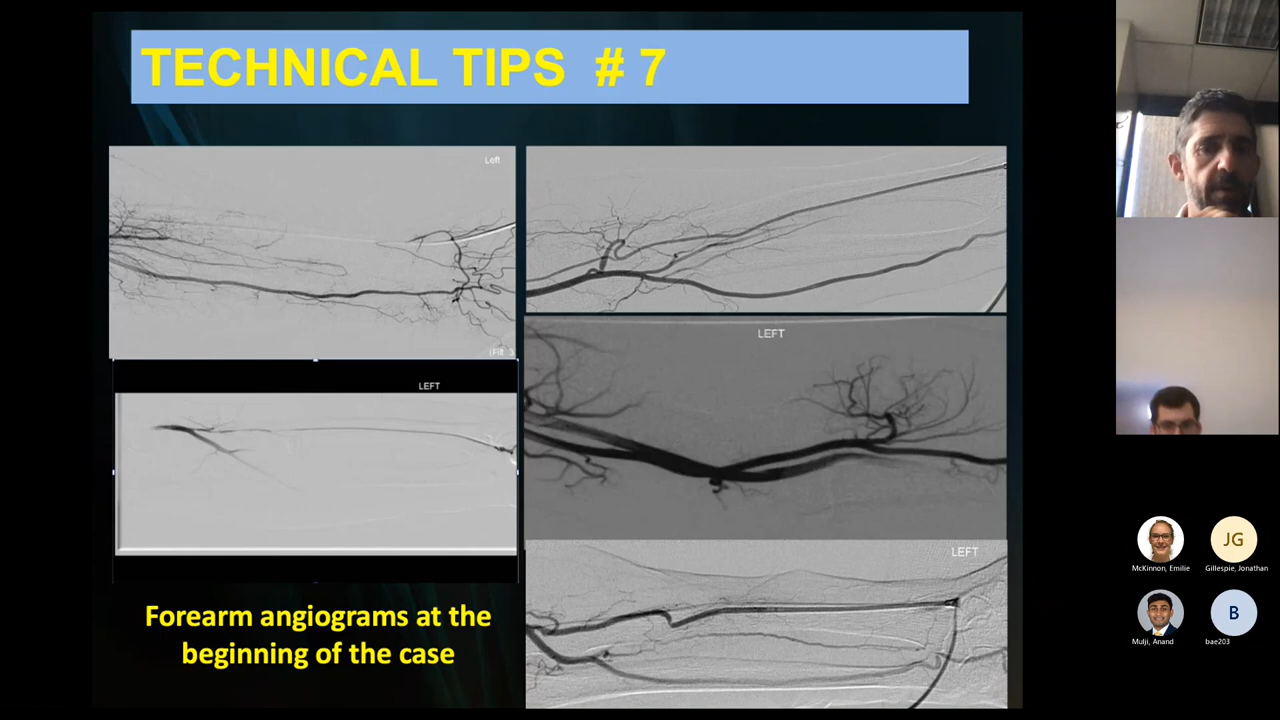 TECHNICAL TIPS # 7
Left
LEFT
LEFT
LEFT
Forearm angiograms at the
beginning of the case
JG
McKinnon, Emilie
Gillespie, Jonathan
B
Mulji, Anand
bae203